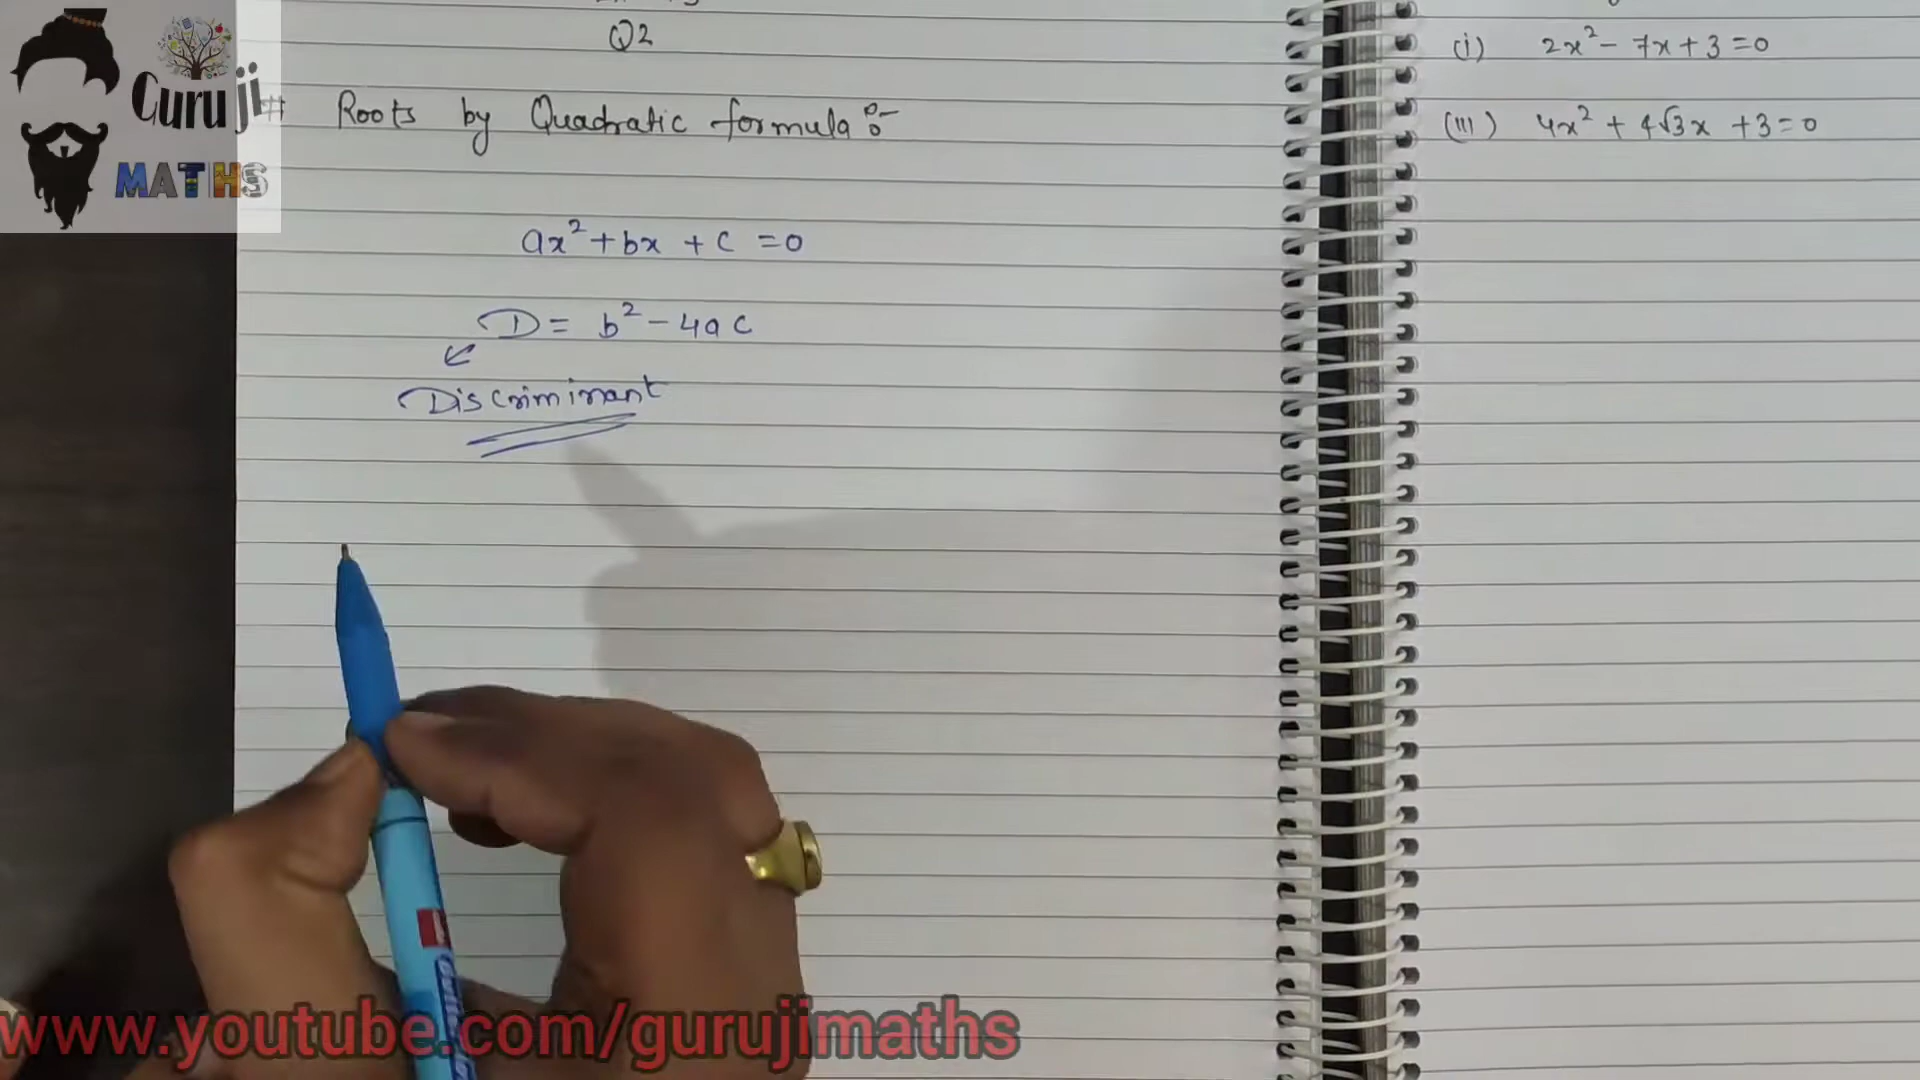 Guruji
MATHS
Q2
# Roots by Quadratic formula :-
ax² + bx + c = 0
D = b² - 4ac
Discriminant
(i) 2x² - 7x + 3 = 0
(iii) 4x² + 4√3x + 3 = 0
www.youtube.com/gurujimaths